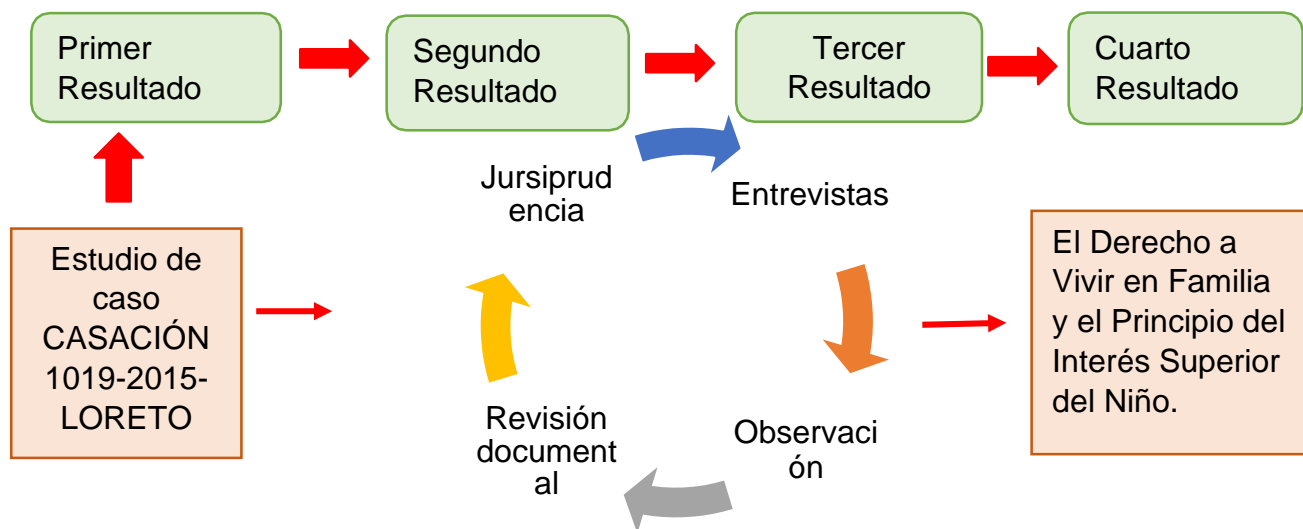 Primer
Resultado
Segundo
Resultado
Tercer
Resultado
Cuarto
Resultado
Jursiprud
encia
Entrevistas
Estudio de
caso
CASACIÓN
1019-2015-
LORETO
El Derecho a
Vivir en Familia
y el Principio del
Interés Superior
del Niño.
Revisión
document
al
Observaci
ón